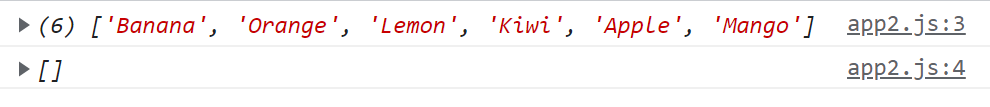 (6) ['Banana', 'Orange', 'Lemon', 'Kiwi', 'Apple', 'Mango'] app2.js:3
[] app2.js:4